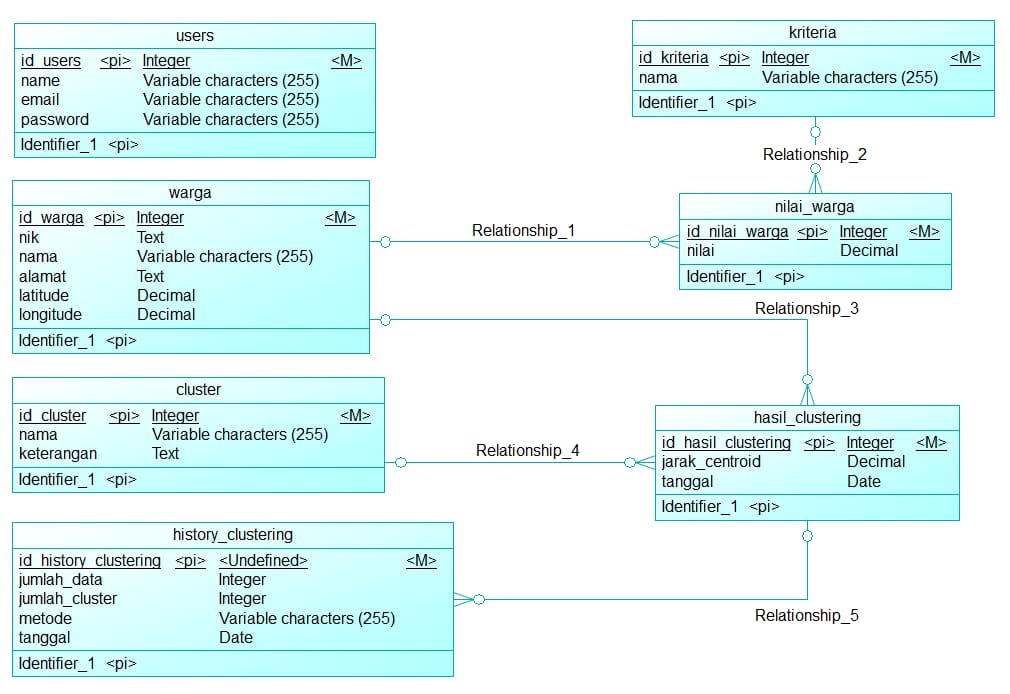 users
id_users <pi> Integer <M>
name Variable characters (255)
email Variable characters (255)
password Variable characters (255)
Identifier_1 <pi>
kriteria
id_kriteria <pi> Integer <M>
nama Variable characters (255)
Identifier_1 <pi>
Relationship_2
warga
id_warga <pi> Integer <M>
nik Text
nama Variable characters (255)
alamat Text
latitude Decimal
longitude Decimal
Identifier_1 <pi>
Relationship_1
nilai_warga
id_nilai_warga <pi> Integer <M>
nilai Decimal
Identifier_1 <pi>
Relationship_3
cluster
id_cluster <pi> Integer <M>
nama Variable characters (255)
keterangan Text
Identifier_1 <pi>
Relationship_4
hasil_clustering
id_hasil_clustering <pi> Integer <M>
jarak_centroid Decimal
tanggal Date
Identifier_1 <pi>
history_clustering
id_history_clustering <pi> <Undefined> <M>
jumlah_data Integer
jumlah_cluster Integer
metode Variable characters (255)
tanggal Date
Identifier_1 <pi>
Relationship_5